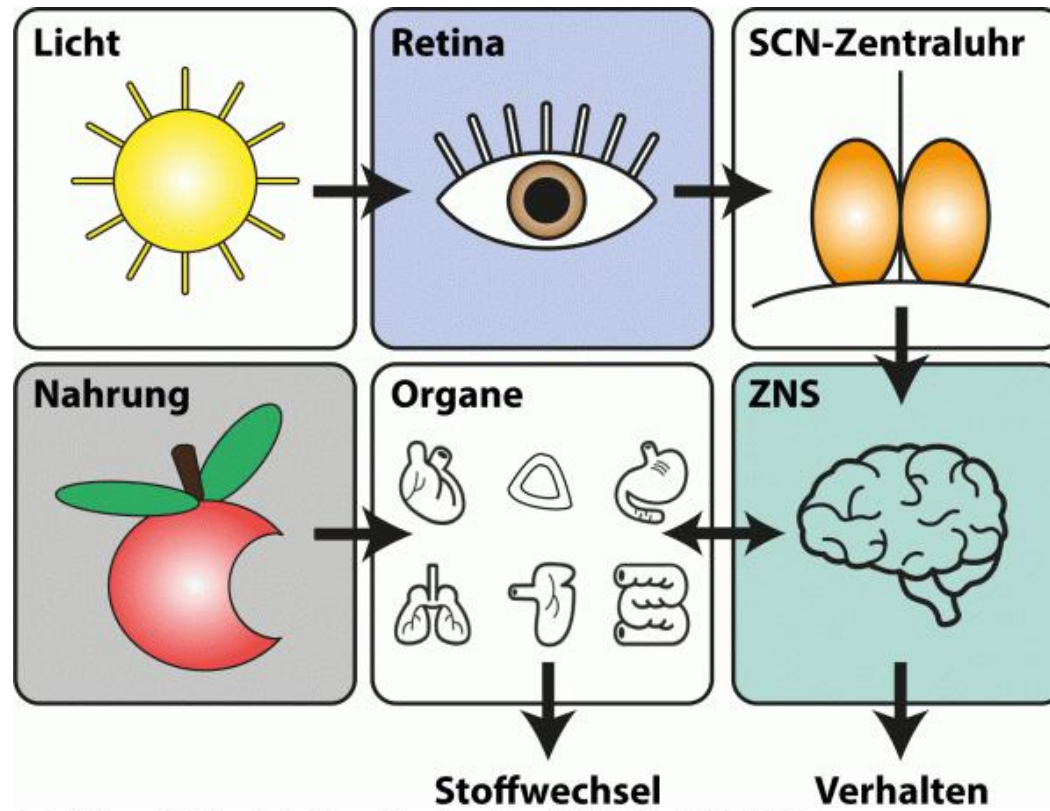 Licht
Retina
SCN-Zentraluhr
Nahrung
Organe
ZNS
Stoffwechsel
Verhalten